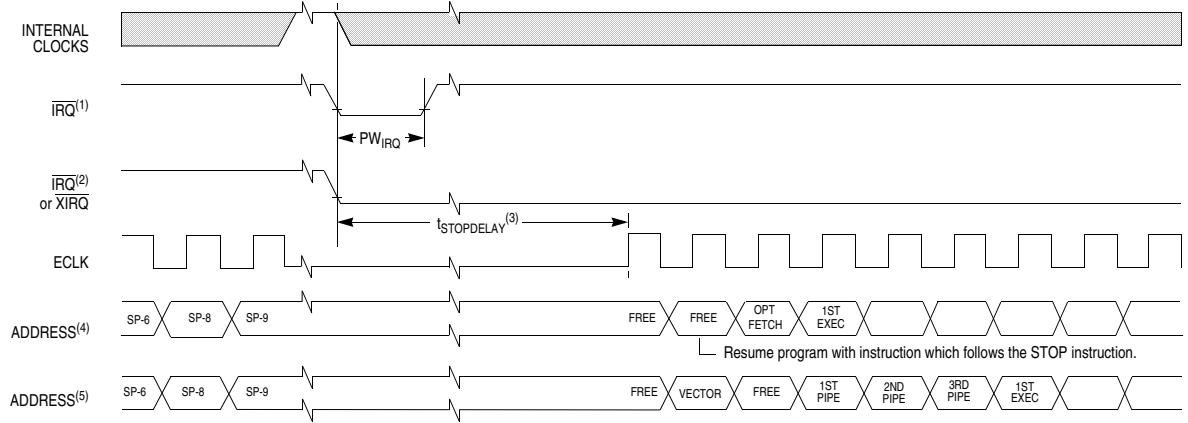 INTERNAL
CLOCKS
IRQ(1)
PWIRQ
IRQ(2)
or XIRQ
tSTOPDELAY(3)
ECLK
ADDRESS(4)
SP-6 SP-8 SP-9 FREE FREE OPT FETCH 1ST EXEC
Resume program with instruction which follows the STOP instruction.
ADDRESS(5)
SP-6 SP-8 SP-9 FREE VECTOR FREE 1ST PIPE 2ND PIPE 3RD PIPE 1ST EXEC